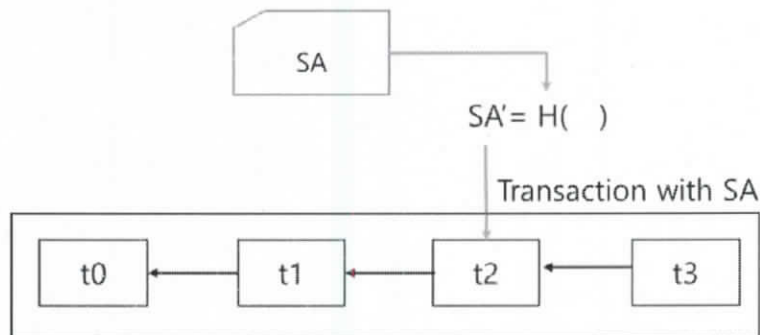 SA
SA'= H(  )
Transaction with SA
t0 t1 t2 t3